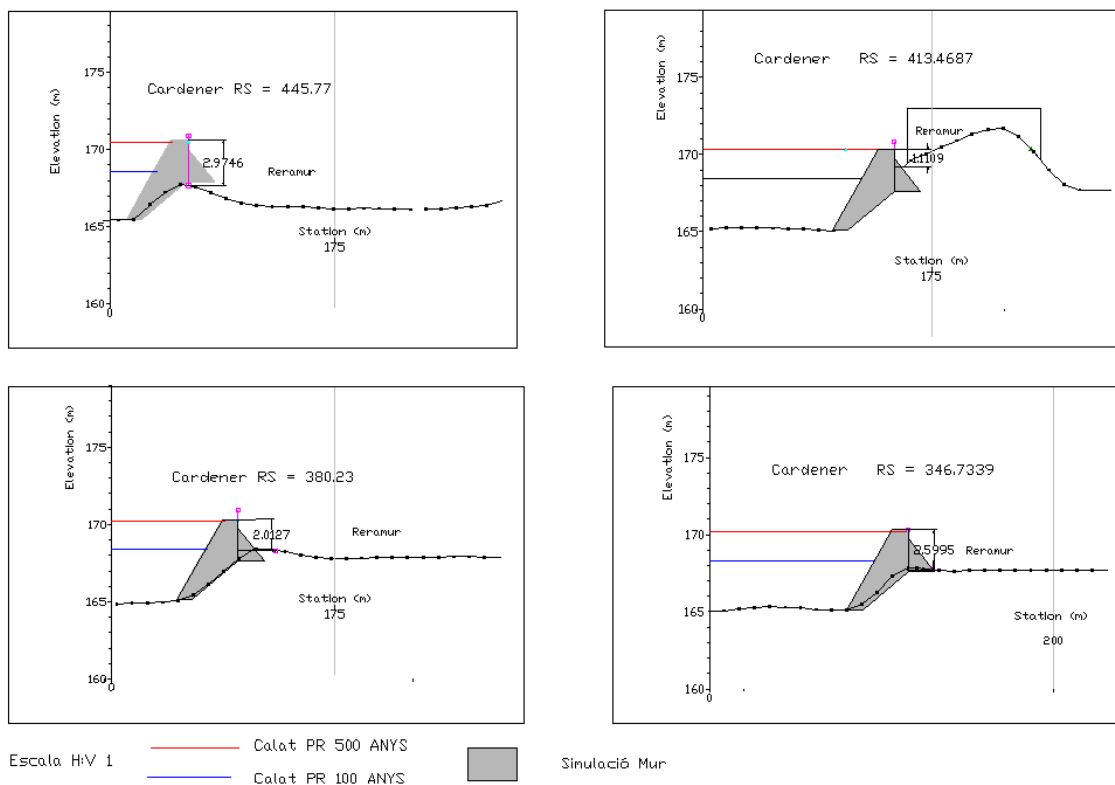 175
170
165
160
0
Elevation (m)
Cardener RS = 445.77
2.9746
Reramur
Station (m)
175
175
170
165
160
0
Elevation (m)
Cardener RS = 413.4687
Reramur
1.1109
Station (m)
175
175
170
165
160
0
Elevation (m)
Cardener RS = 380.23
2.0127
Reramur
Station (m)
175
175
170
165
160
0
Elevation (m)
Cardener RS = 346.7339
2.5995 Reramur
Station (m)
200
Escala H:V 1
Calat PR 500 ANYS
Calat PR 100 ANYS
Simulació Mur